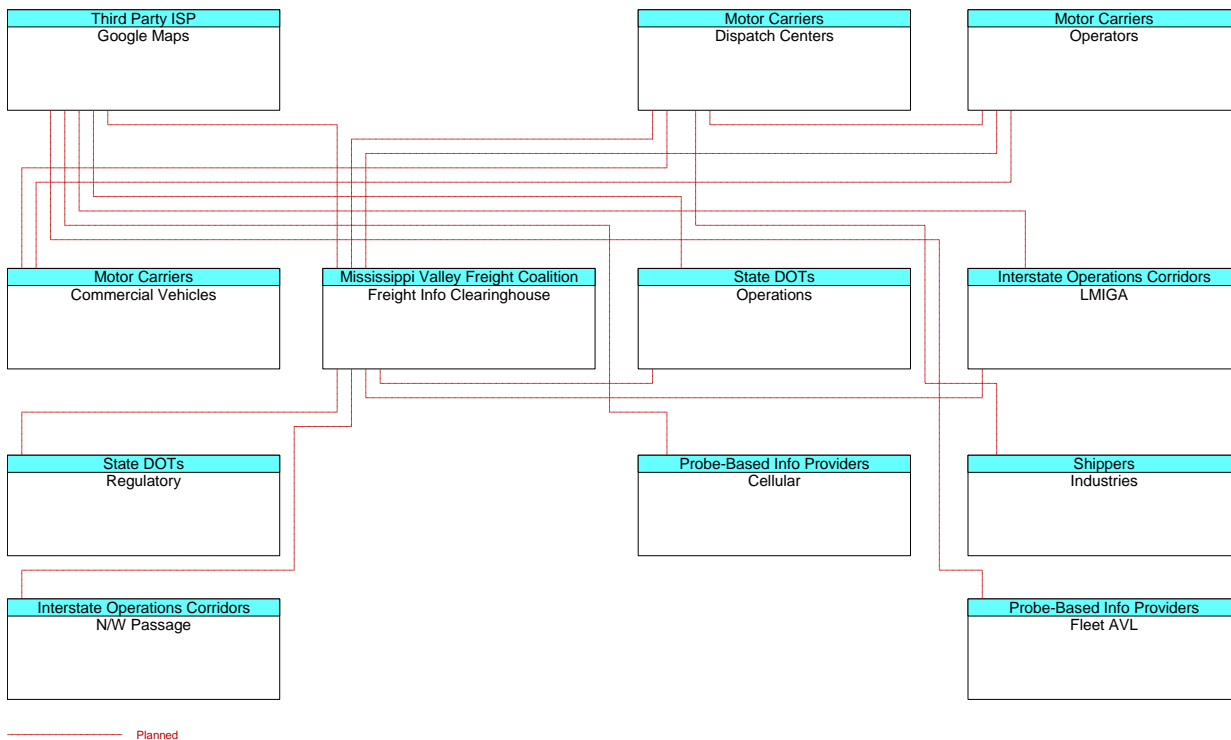 Third Party ISP
Google Maps
Motor Carriers
Dispatch Centers
Motor Carriers
Operators
Motor Carriers
Commercial Vehicles
Mississippi Valley Freight Coalition
Freight Info Clearinghouse
State DOTs
Operations
Interstate Operations Corridors
LMIGA
State DOTs
Regulatory
Probe-Based Info Providers
Cellular
Shippers
Industries
Interstate Operations Corridors
N/W Passage
Probe-Based Info Providers
Fleet AVL
Planned